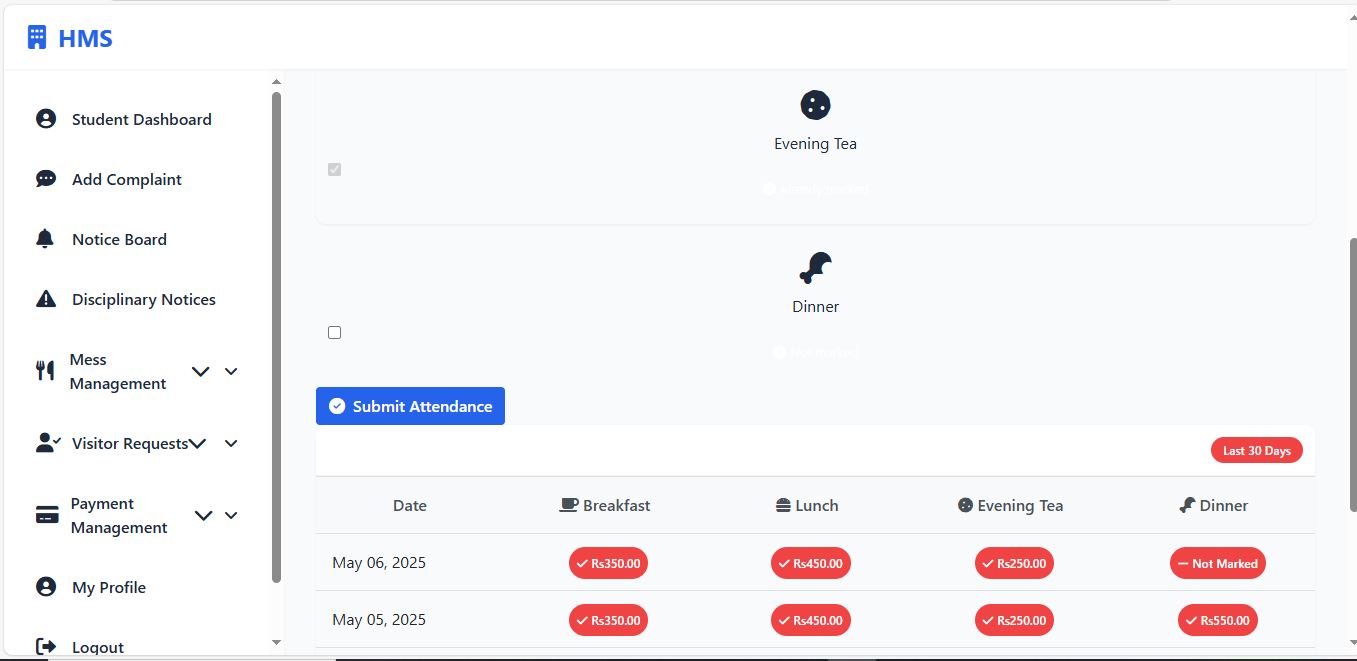 HMS
Student Dashboard
Add Complaint
Notice Board
Disciplinary Notices
Mess
Management
Visitor Requests
Payment
Management
My Profile
Logout
Evening Tea
Already marked
Dinner
Not marked
Submit Attendance
Last 30 Days
Date Breakfast Lunch Evening Tea Dinner
May 06, 2025 Rs350.00 Rs450.00 Rs250.00 Not Marked
May 05, 2025 Rs350.00 Rs450.00 Rs250.00 Rs550.00